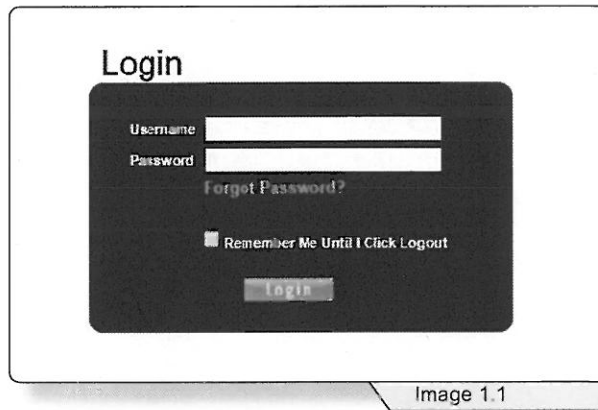 Login
Username
Password
Forgot Password?
Remember Me Until I Click Logout
Login
Image 1.1